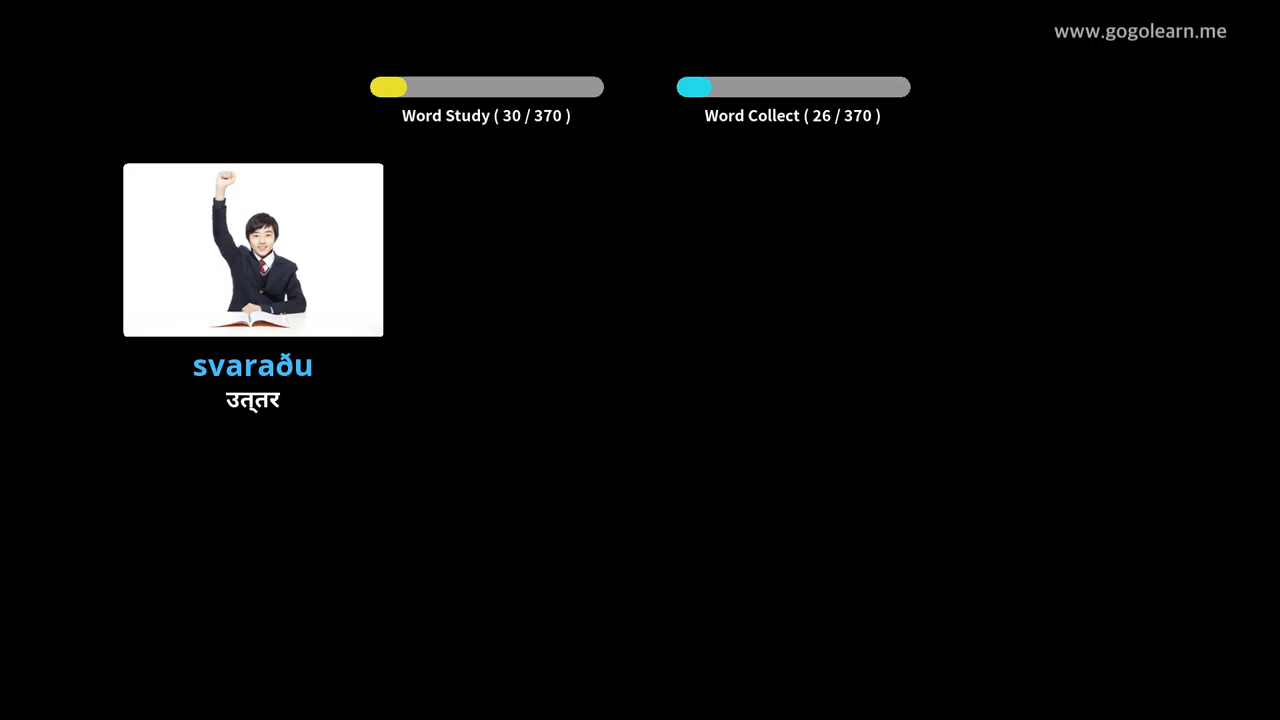 www.gogolearn.me
Word Study ( 30 / 370 )
Word Collect ( 26 / 370 )
svaraðu
उत्तर